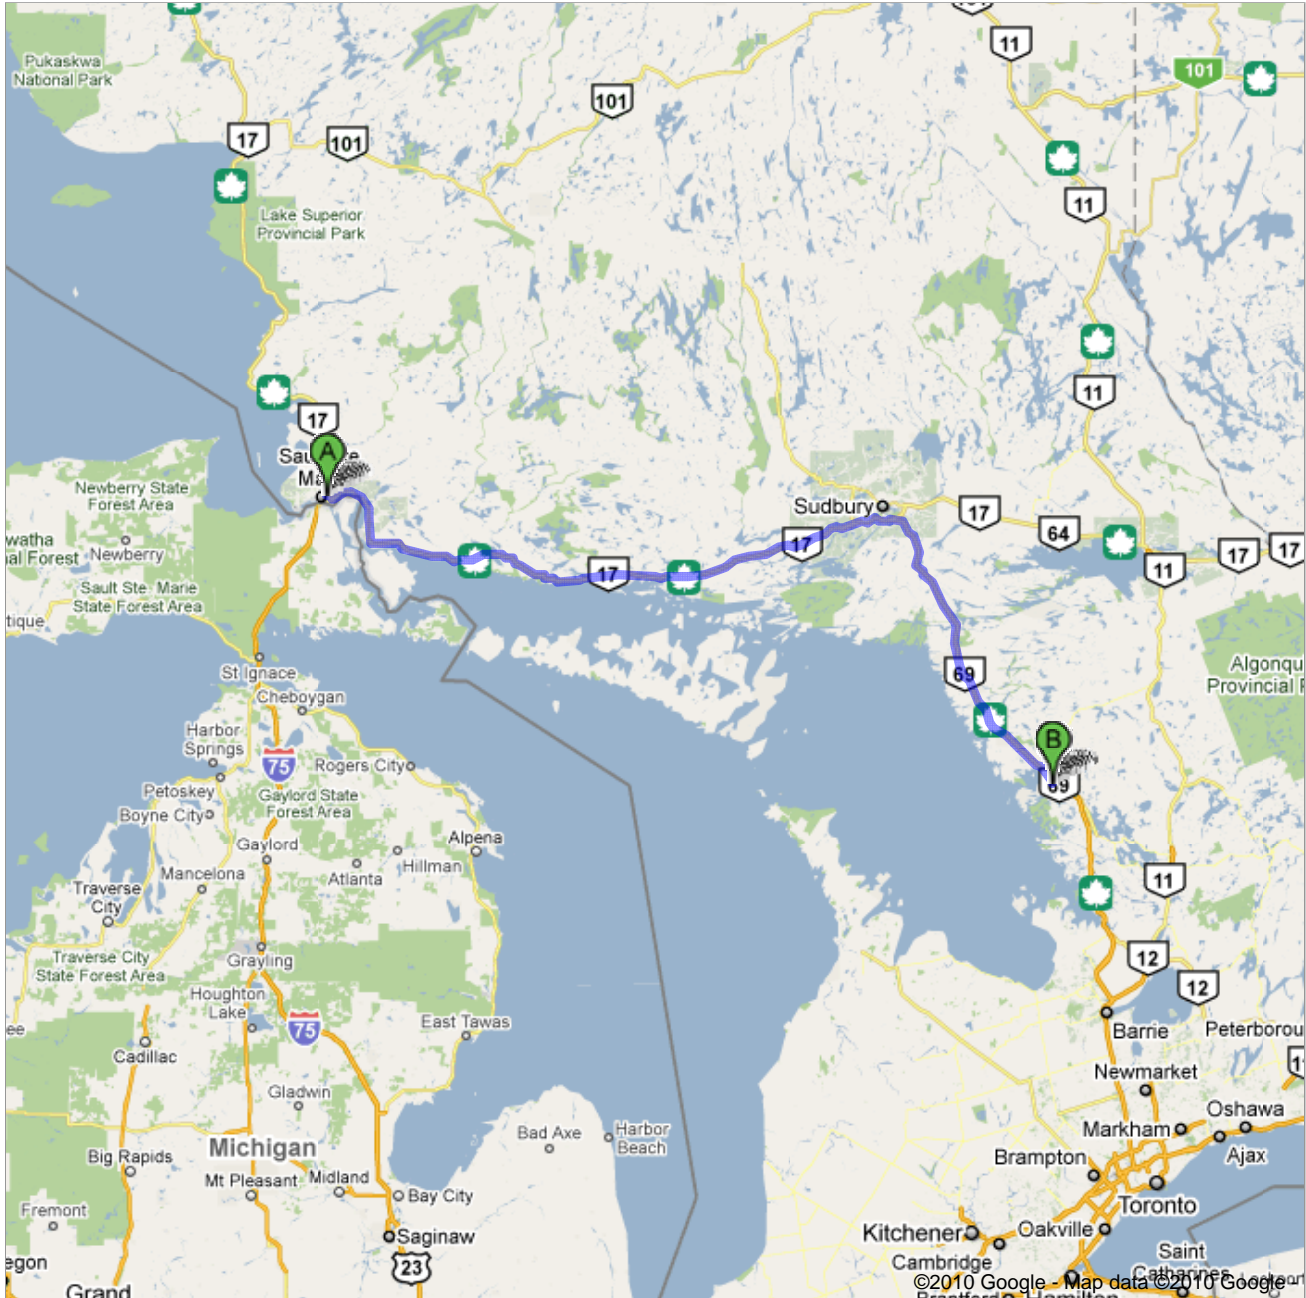 101
11
101
Pukaskwa
National Park
101
17
101
11
Lake Superior
Provincial Park
11
17
A
Newberry State
Forest Area
Sudbury
17
64
17
17
17
11
17
Newberry
Sault Ste. Marie
State Forest Area
St Ignace
Cheboygan
69
Algonqu
Provincial
Harbor
Springs
75
Rogers City
B
69
Petoskey
Gaylord State
Forest Area
Boyne City
Gaylord
Alpena
Hillman
Mancelona
Atlanta
11
Traverse
City
Grayling
Traverse City
State Forest Area
12
12
Houghton
Lake
75
East Tawas
Barrie
Peterborou
Cadillac
Newmarket
Gladwin
Oshawa
Markham
Michigan
Bad Axe
Harbor
Beach
Ajax
Big Rapids
Brampton
Mt Pleasant
Midland
Bay City
Toronto
Fremont
Saginaw
Kitchener
Oakville
Cambridge
Saint
Catharines
23
Grand
©2010 Google - Map data ©2010 Google -
Hamilton